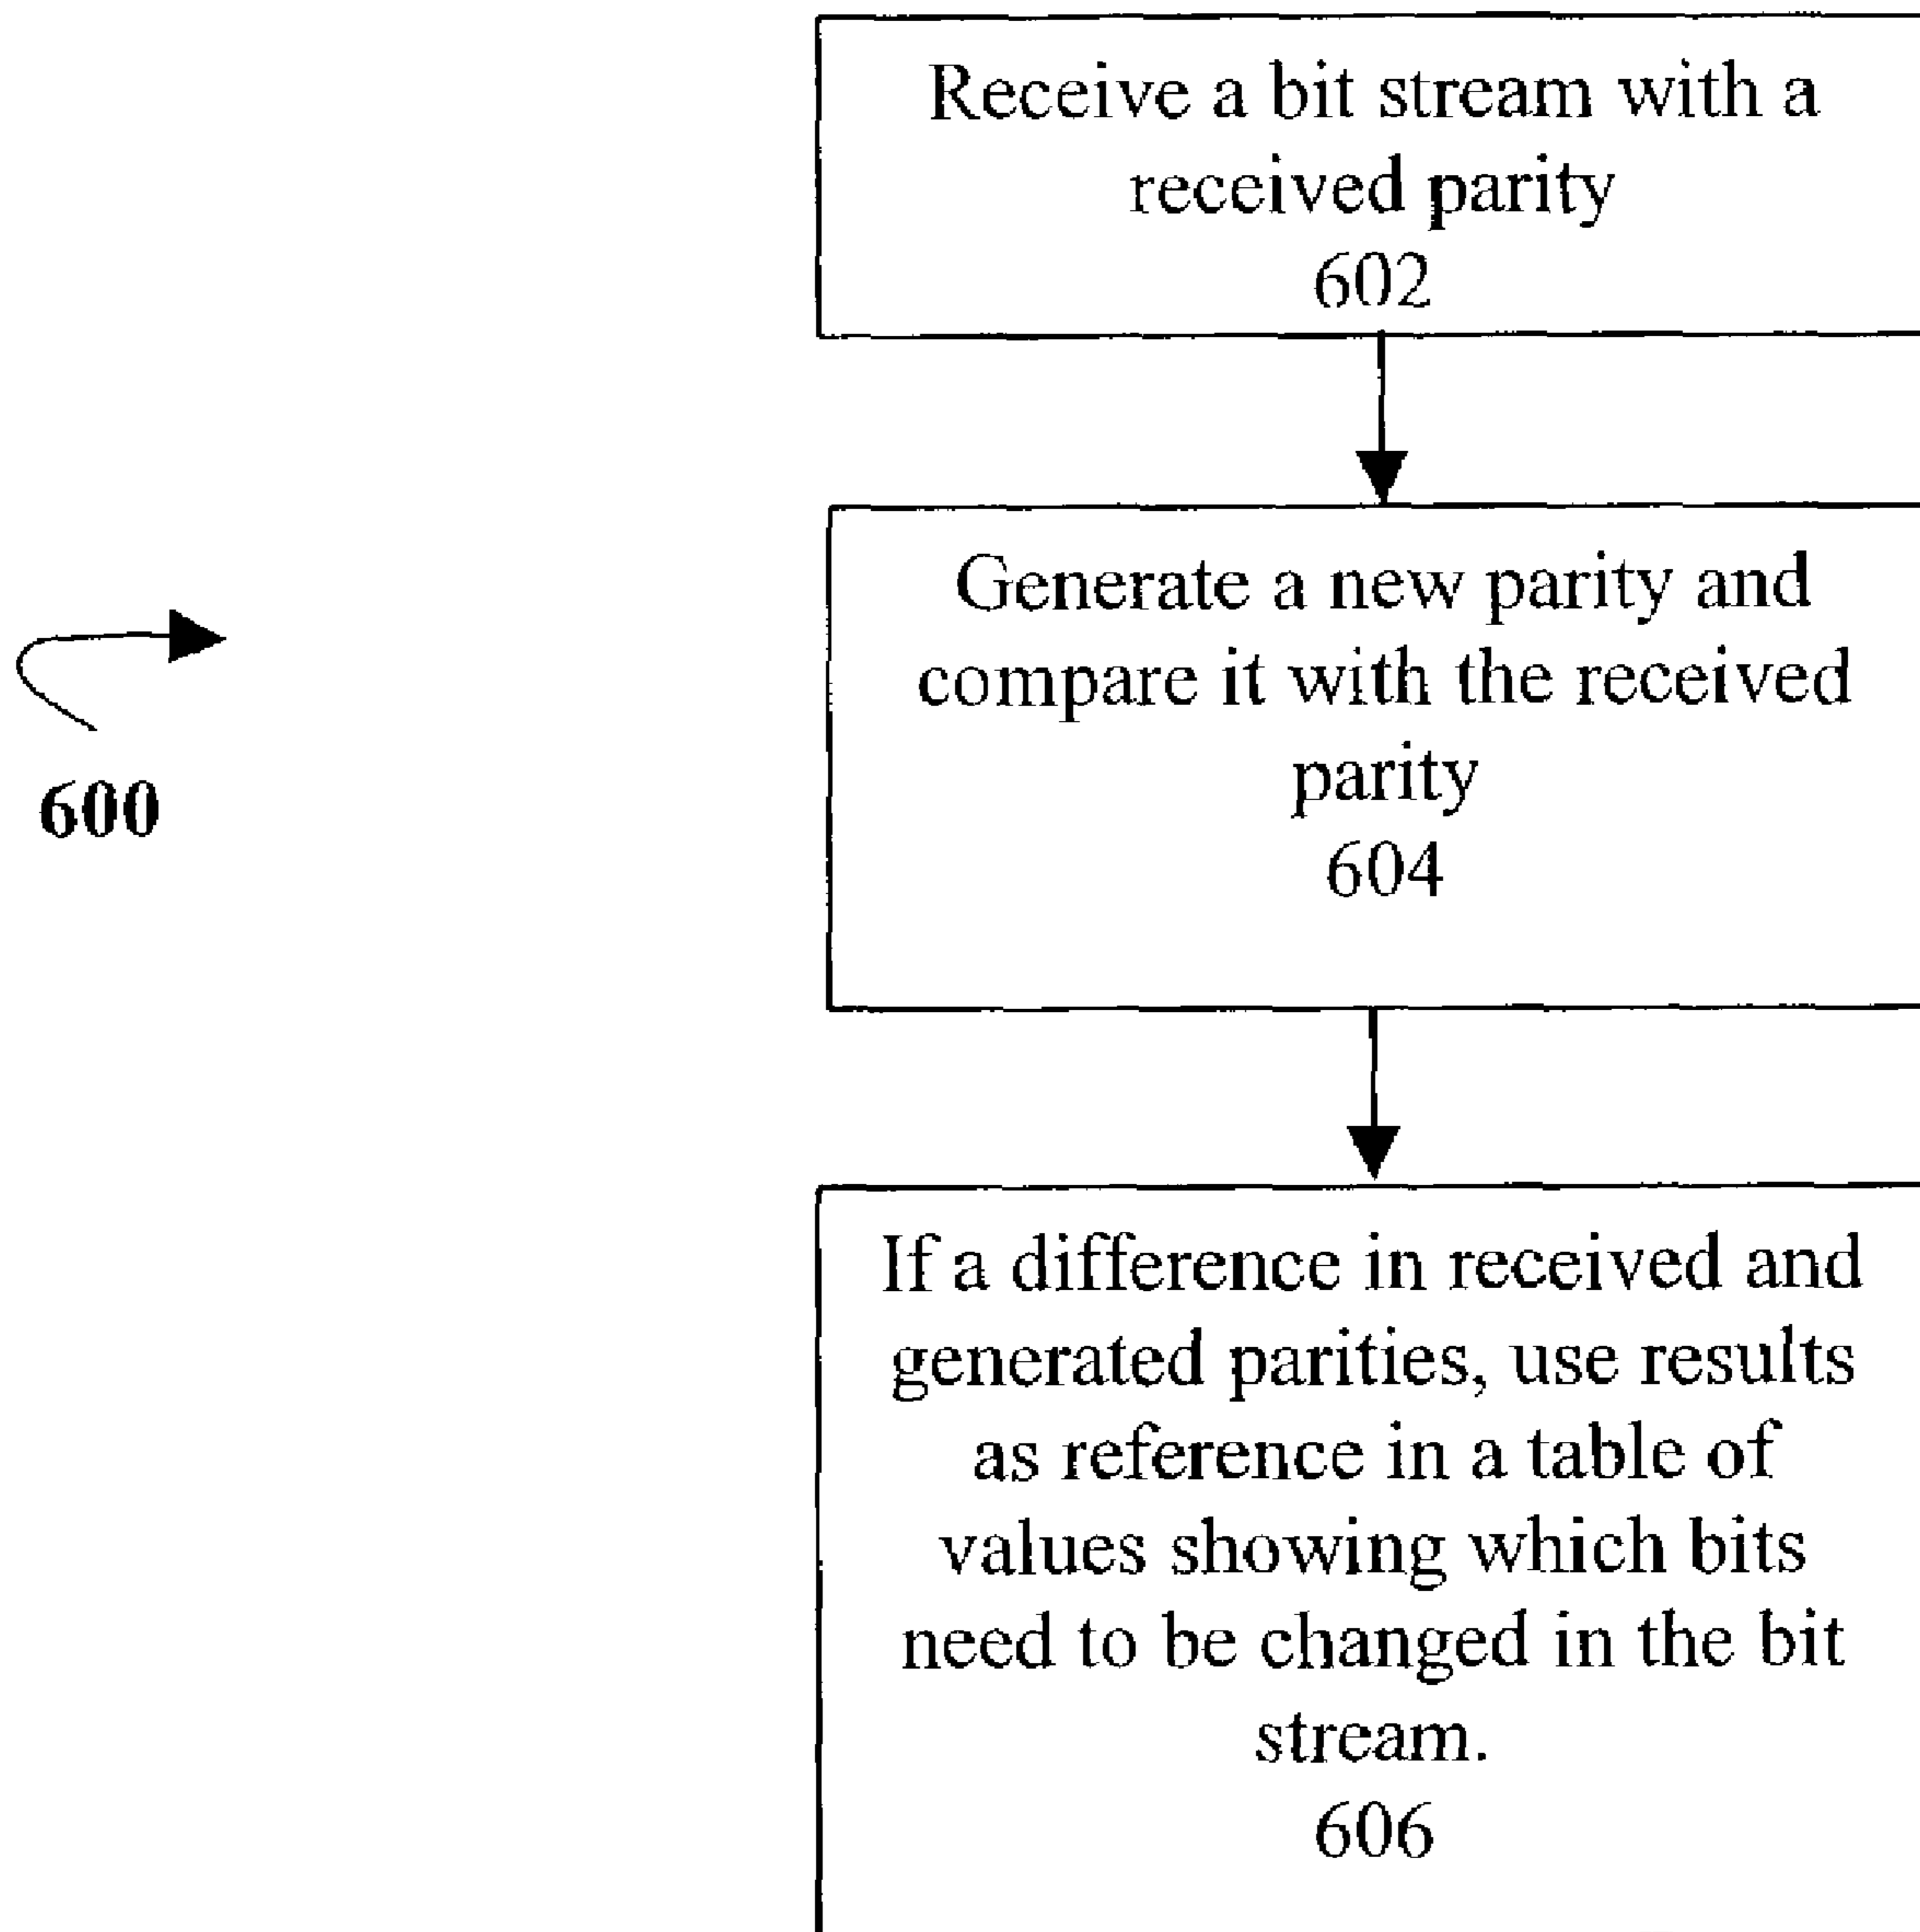 Receive a bit stream with a
received parity
602
Generate a new parity and
compare it with the received
parity
604
600
If a difference in received and
generated parities, use results
as reference in a table of
values showing which bits
need to be changed in the bit
stream.
606